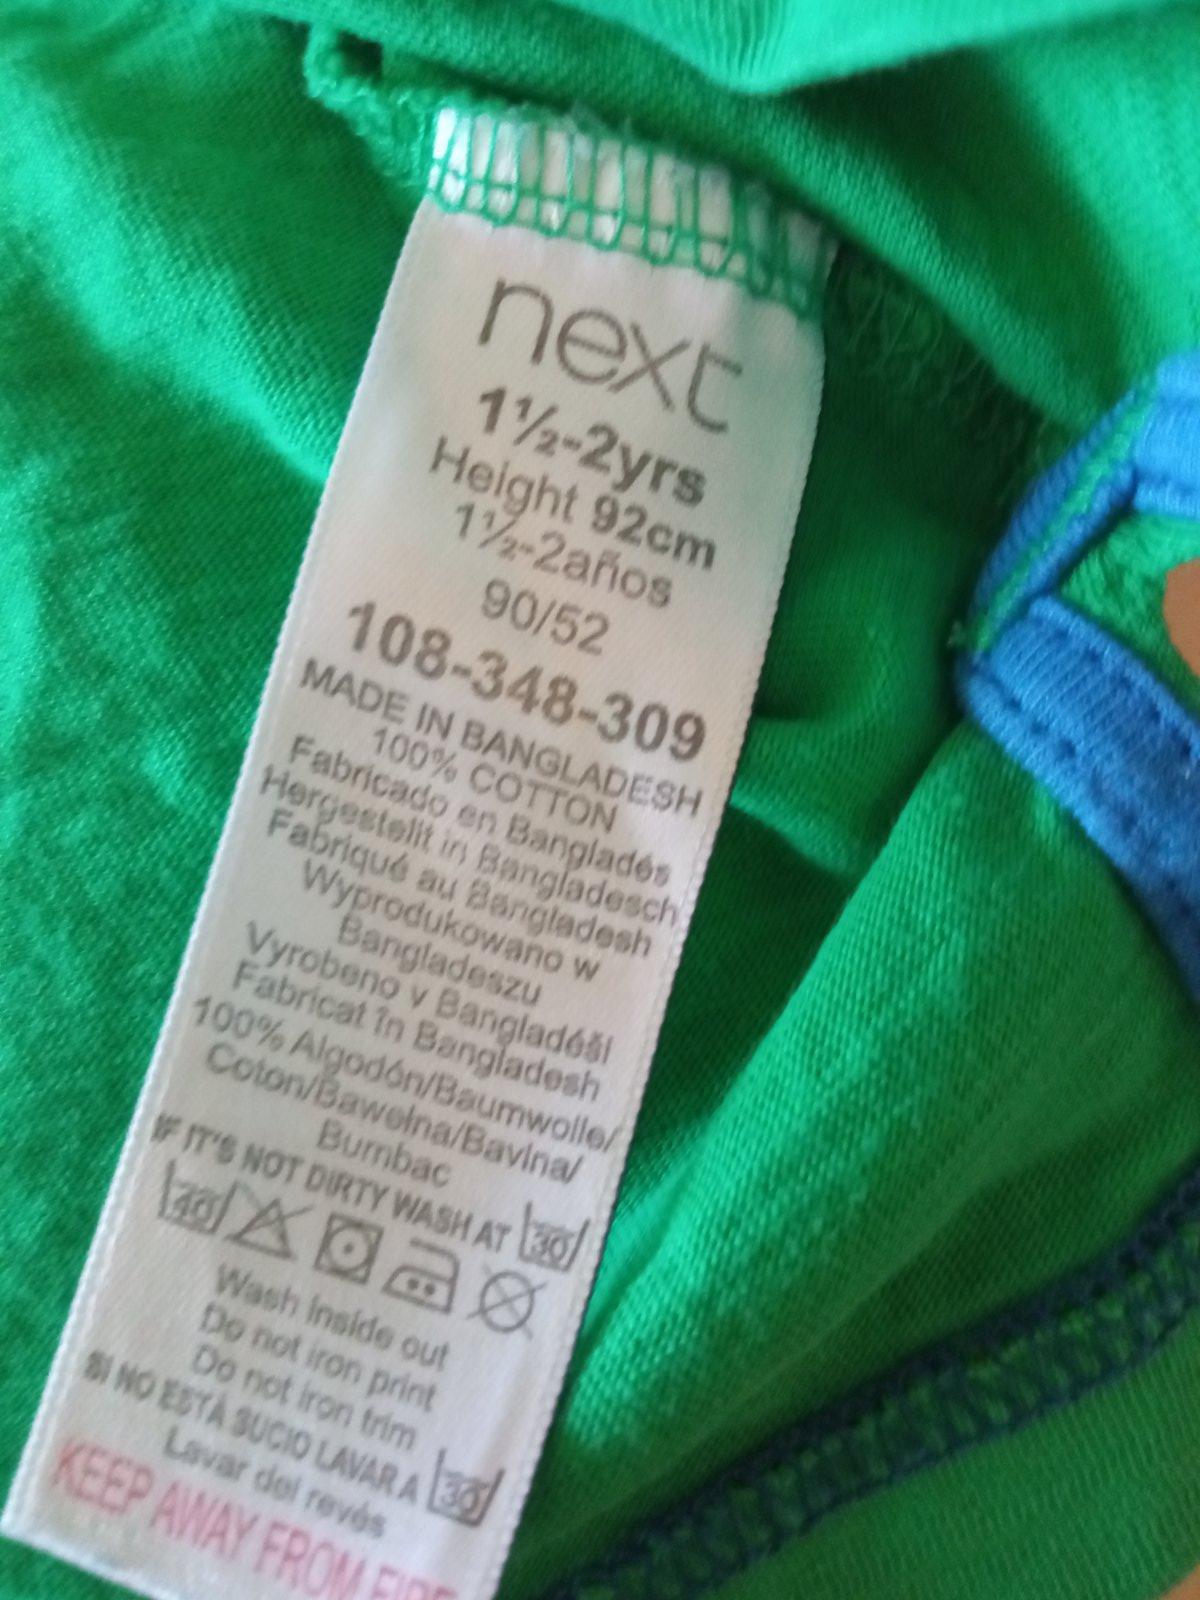 next
1½-2yrs
Height 92cm
1½-2años
90/52
108-348-309
MADE IN BANGLADESH
100% COTTON
Fabricado en Bangladés
Hergestellt in Bangladesch
Fabriqué au Bangladesh
Wyprodukowano w
Bangladeszu
Vyrobeno v Bangladéši
Fabricat în Bangladesh
100% Algodón/Baumwolle/
Coton/Bawełna/Bavlna/
Bumbac
IF IT'S NOT DIRTY WASH AT 30
40
Wash inside out
Do not iron print
Do not iron trim
SI NO ESTÁ SUCIO LAVAR A 30
Lavar del revés
KEEP AWAY FROM FIRE